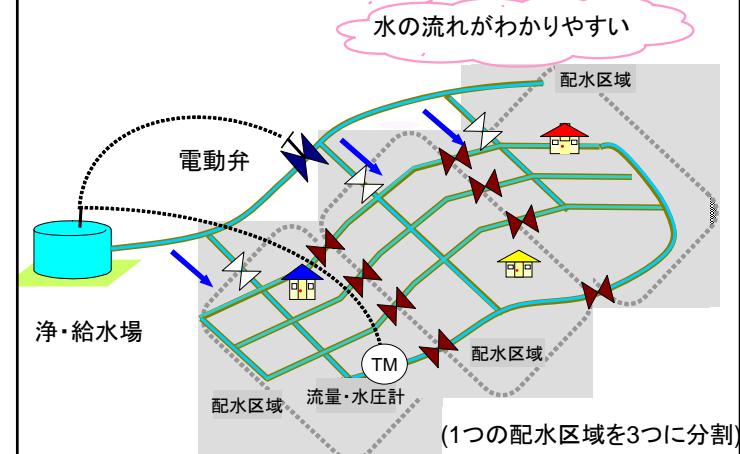 水の流れがわかりやすい
配水区域
電動弁
浄・給水場
TM
配水区域
配水区域
流量・水圧計
(1つの配水区域を3つに分割)